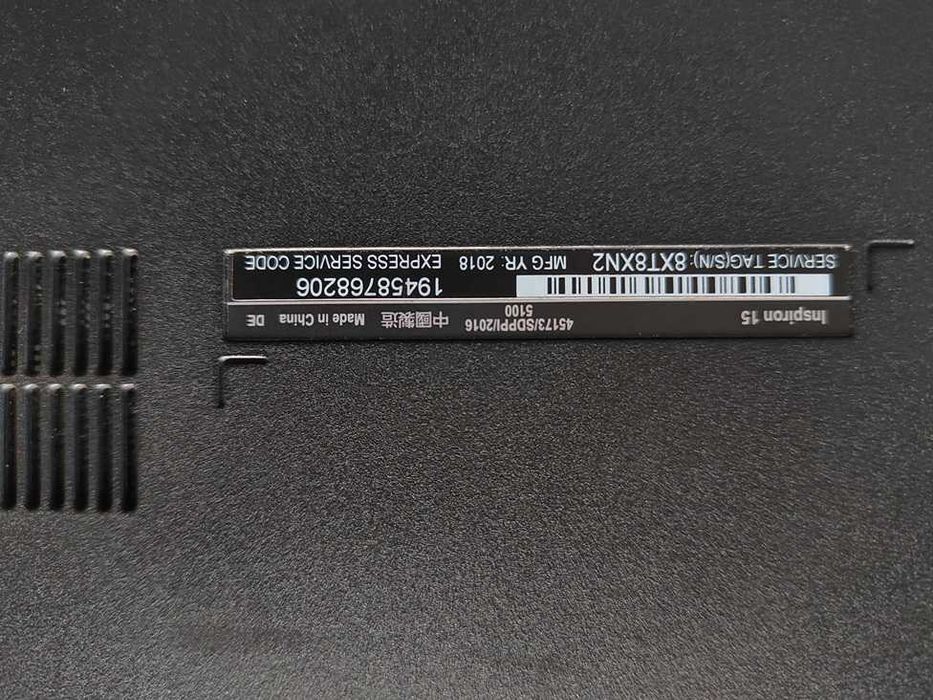 Inspiron 15 45173/SDPPI/2016 中國製造 Made in China DE
5100
19458768206
SERVICE TAG(S/N): 8XT8XN2 MFG YR: 2018 EXPRESS SERVICE CODE